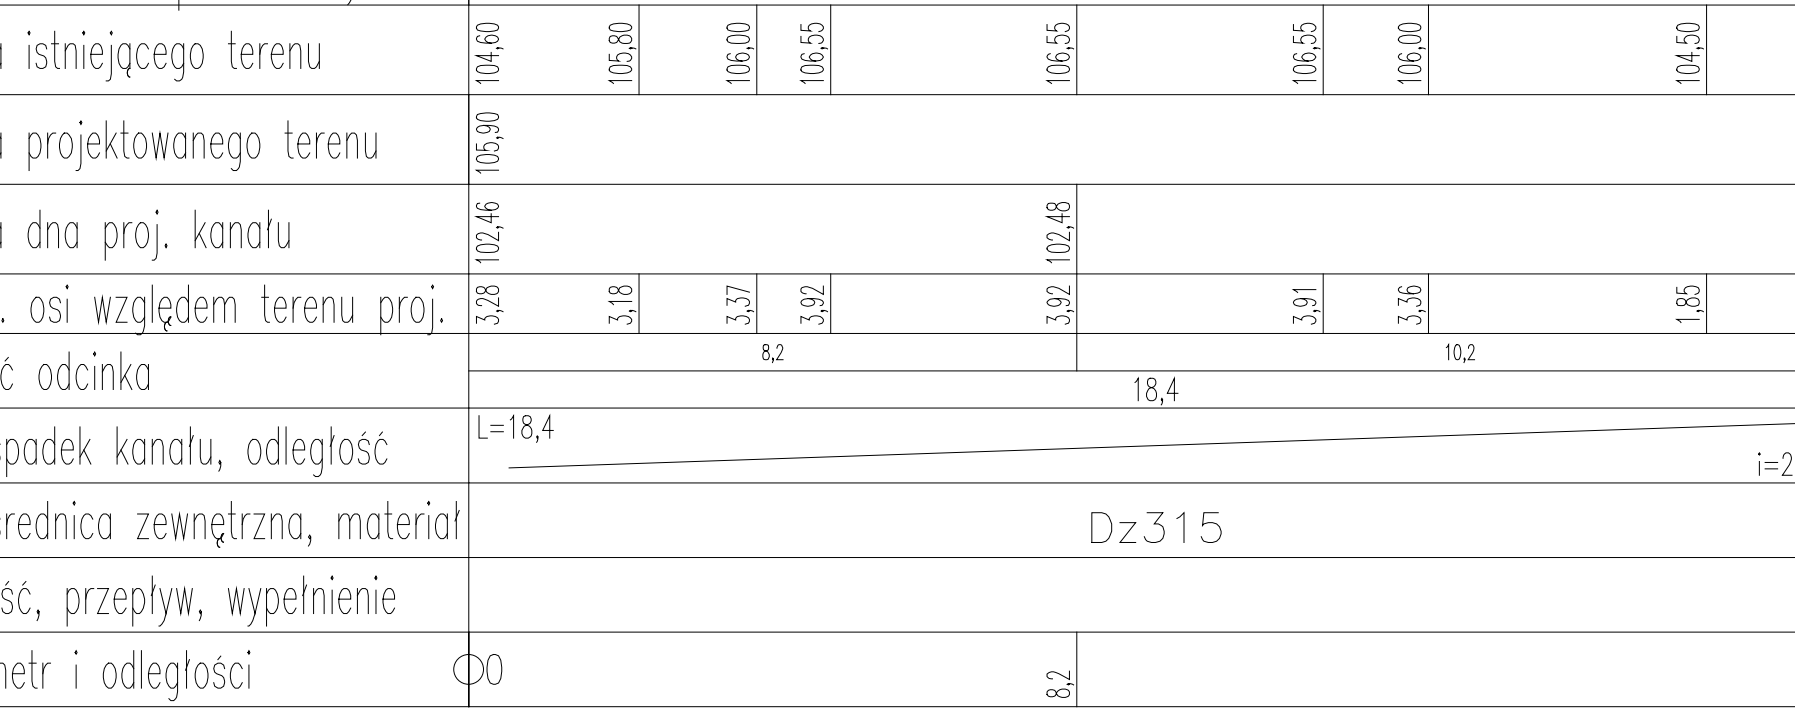 istniejącego terenu 104,60 105,80 106,00 106,55 106,55 106,55 106,00 104,50
projektowanego terenu 105,90
dna proj. kanału 102,46 102,48
. osi względem terenu proj. 3,28 3,18 3,37 3,92 3,92 3,91 3,36 1,85
8,2 10,2
ć odcinka
18,4
L=18,4
spadek kanału, odległość
i=2
średnica zewnętrzna, materiał Dz315
ść, przepływ, wypełnienie
metr i odległości 0 8,2